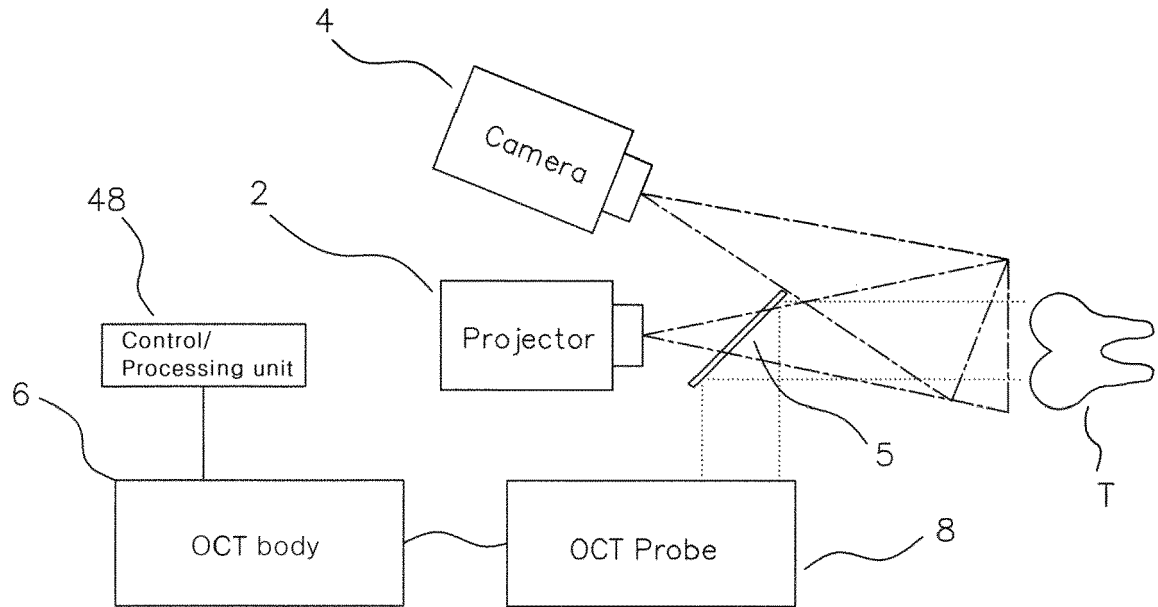 4
Camera
48
2
Control/
Processing unit
Projector
6
5
T
OCT body
OCT Probe
8